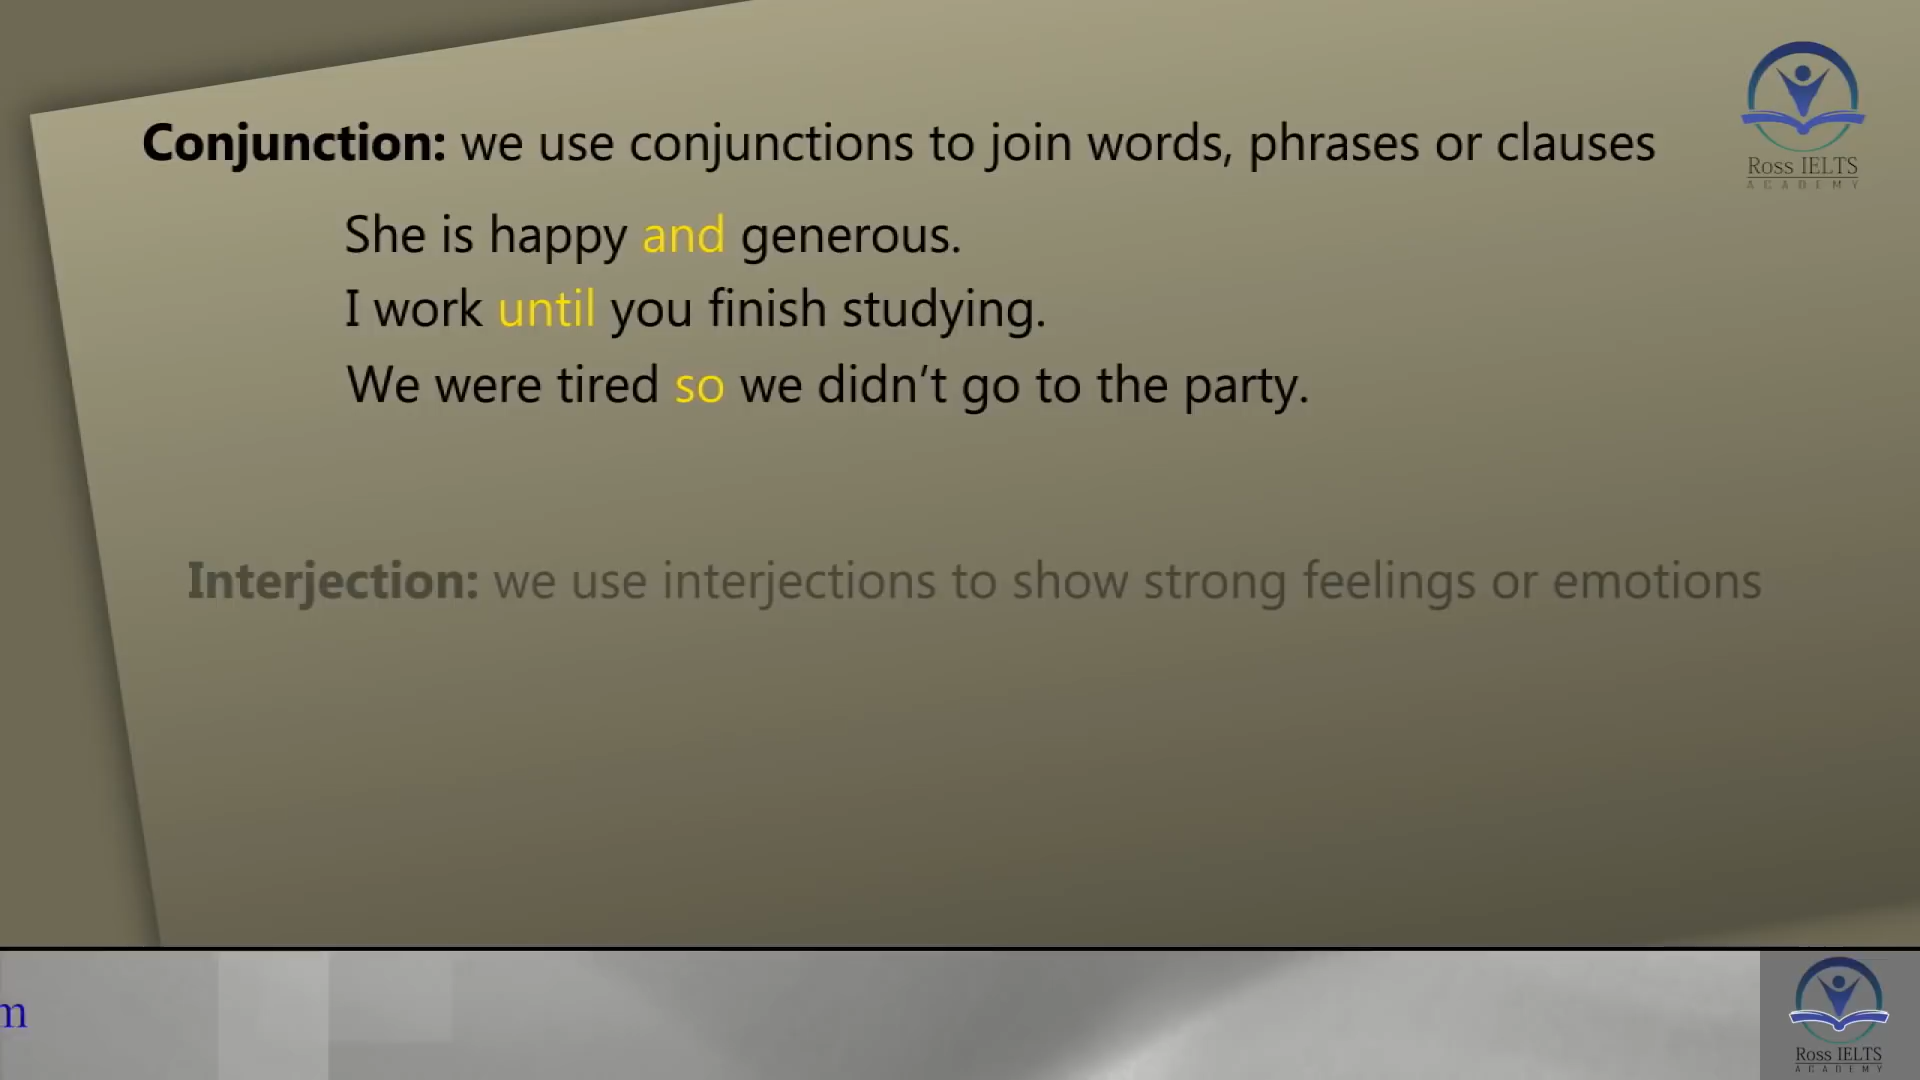 Conjunction: we use conjunctions to join words, phrases or clauses
She is happy and generous.
I work until you finish studying.
We were tired so we didn’t go to the party.
Interjection: we use interjections to show strong feelings or emotions
Ross IELTS
ACADEMY
m
Ross IELTS
ACADEMY